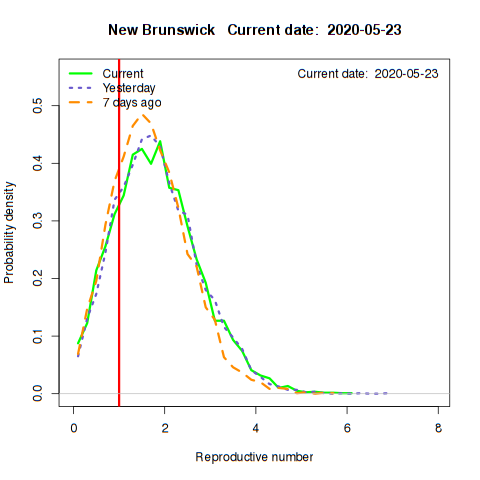 New Brunswick   Current date:  2020-05-23
Current
Current date:  2020-05-23
Yesterday
7 days ago
Probability density
0.5
0.4
0.3
0.2
0.1
0.0
0 2 4 6 8
Reproductive number